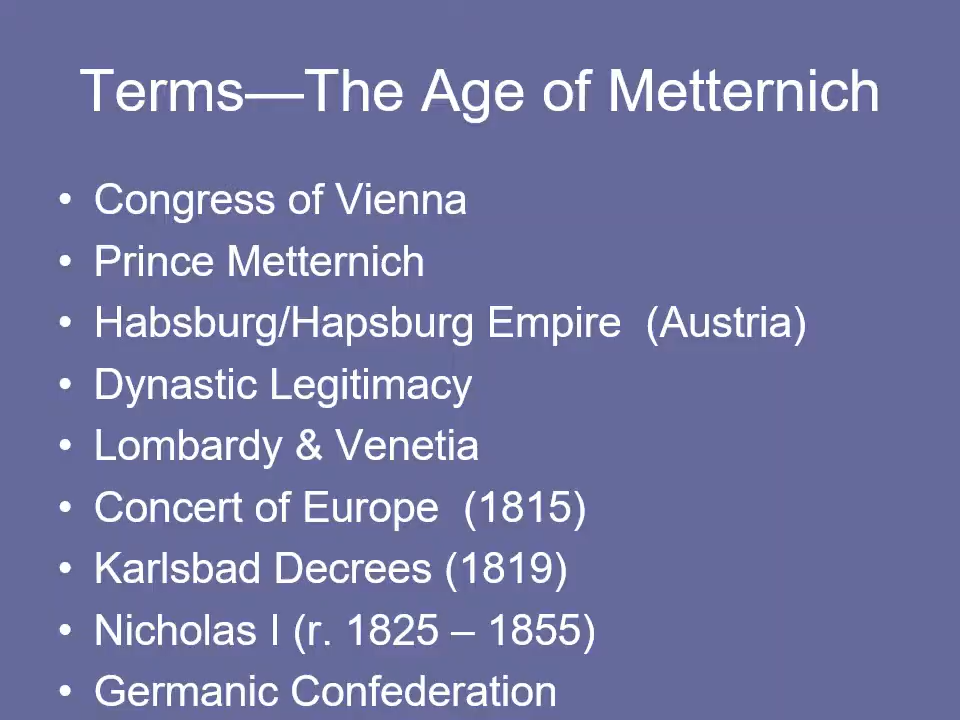 Terms—The Age of Metternich
• Congress of Vienna
• Prince Metternich
• Habsburg/Hapsburg Empire  (Austria)
• Dynastic Legitimacy
• Lombardy & Venetia
• Concert of Europe  (1815)
• Karlsbad Decrees (1819)
• Nicholas I (r. 1825 – 1855)
• Germanic Confederation